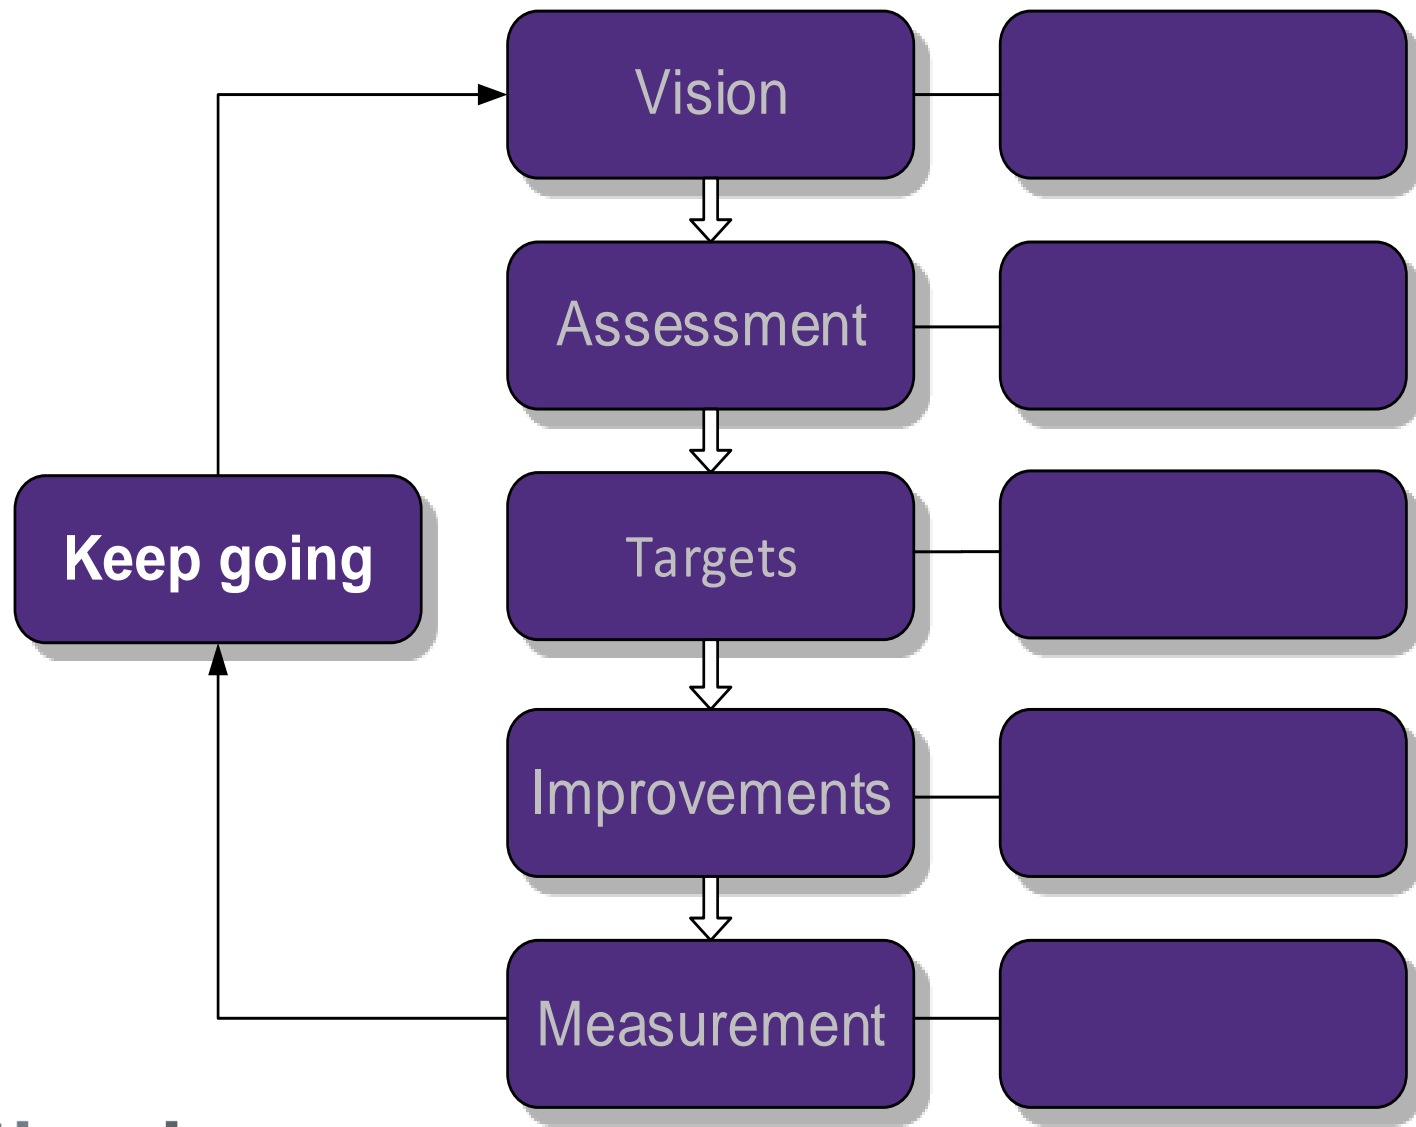 Vision
Assessment
Keep going
Targets
Improvements
Measurement